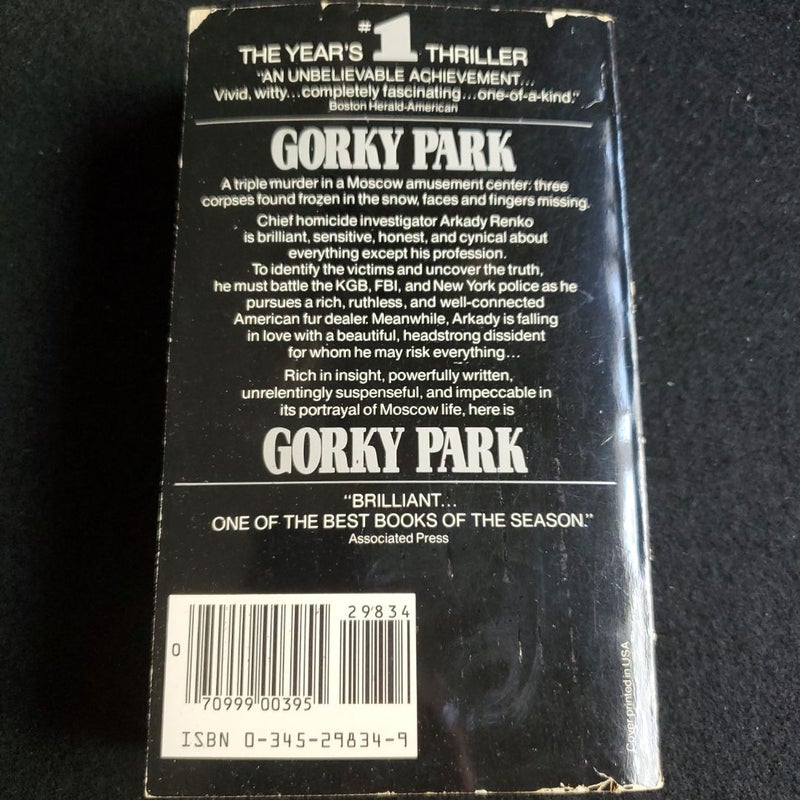 #1
THE YEAR'S THRILLER
"AN UNBELIEVABLE ACHIEVEMENT...
Vivid, witty...completely fascinating...one-of-a-kind."
Boston Herald-American
GORKY PARK
A triple murder in a Moscow amusement center: three
corpses found frozen in the snow, faces and fingers missing.
Chief homicide investigator Arkady Renko
is brilliant, sensitive, honest, and cynical about
everything except his profession.
To identify the victims and uncover the truth,
he must battle the KGB, FBI, and New York police as he
pursues a rich, ruthless, and well-connected
American fur dealer. Meanwhile, Arkady is falling
in love with a beautiful, headstrong dissident
for whom he may risk everything...
Rich in insight, powerfully written,
unrelentingly suspenseful, and impeccable in
its portrayal of Moscow life, here is
GORKY PARK
"BRILLIANT...
ONE OF THE BEST BOOKS OF THE SEASON."
Associated Press
29834
0
70999 00395
ISBN 0-345-29834-9
Cover printed in USA